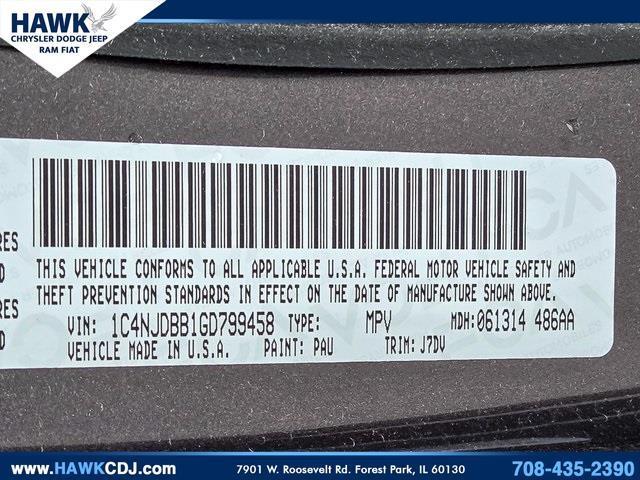 HAWK
CHRYSLER DODGE JEEP
RAM FIAT
RES
D
RES
D
THIS VEHICLE CONFORMS TO ALL APPLICABLE U.S.A. FEDERAL MOTOR VEHICLE SAFETY AND
THEFT PREVENTION STANDARDS IN EFFECT ON THE DATE OF MANUFACTURE SHOWN ABOVE.
VIN: 1C4NJDBB1GD799458 TYPE: MPV MDH: 061314 486AA
VEHICLE MADE IN U.S.A. PAINT: PAU TRIM: J7DV
www.HAWKCDJ.com 7901 W. Roosevelt Rd. Forest Park, IL 60130 708-435-2390